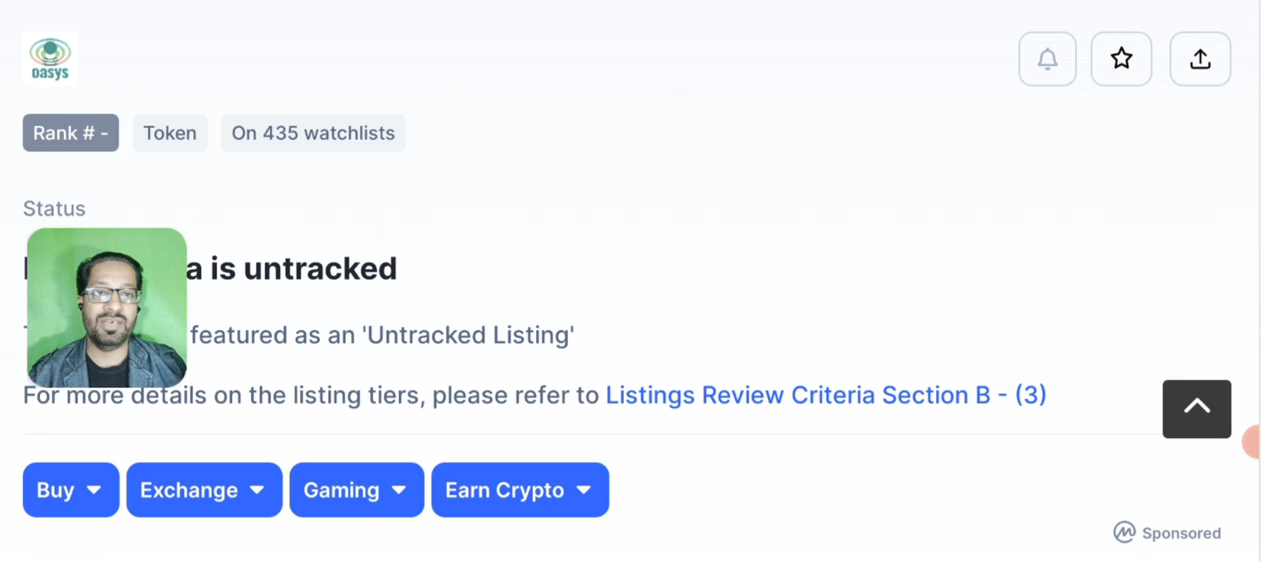 OASYS
Rank # -
Token
On 435 watchlists
Status
is untracked
featured as an 'Untracked Listing'
For more details on the listing tiers, please refer to Listings Review Criteria Section B - (3)
Buy
Exchange
Gaming
Earn Crypto
Sponsored